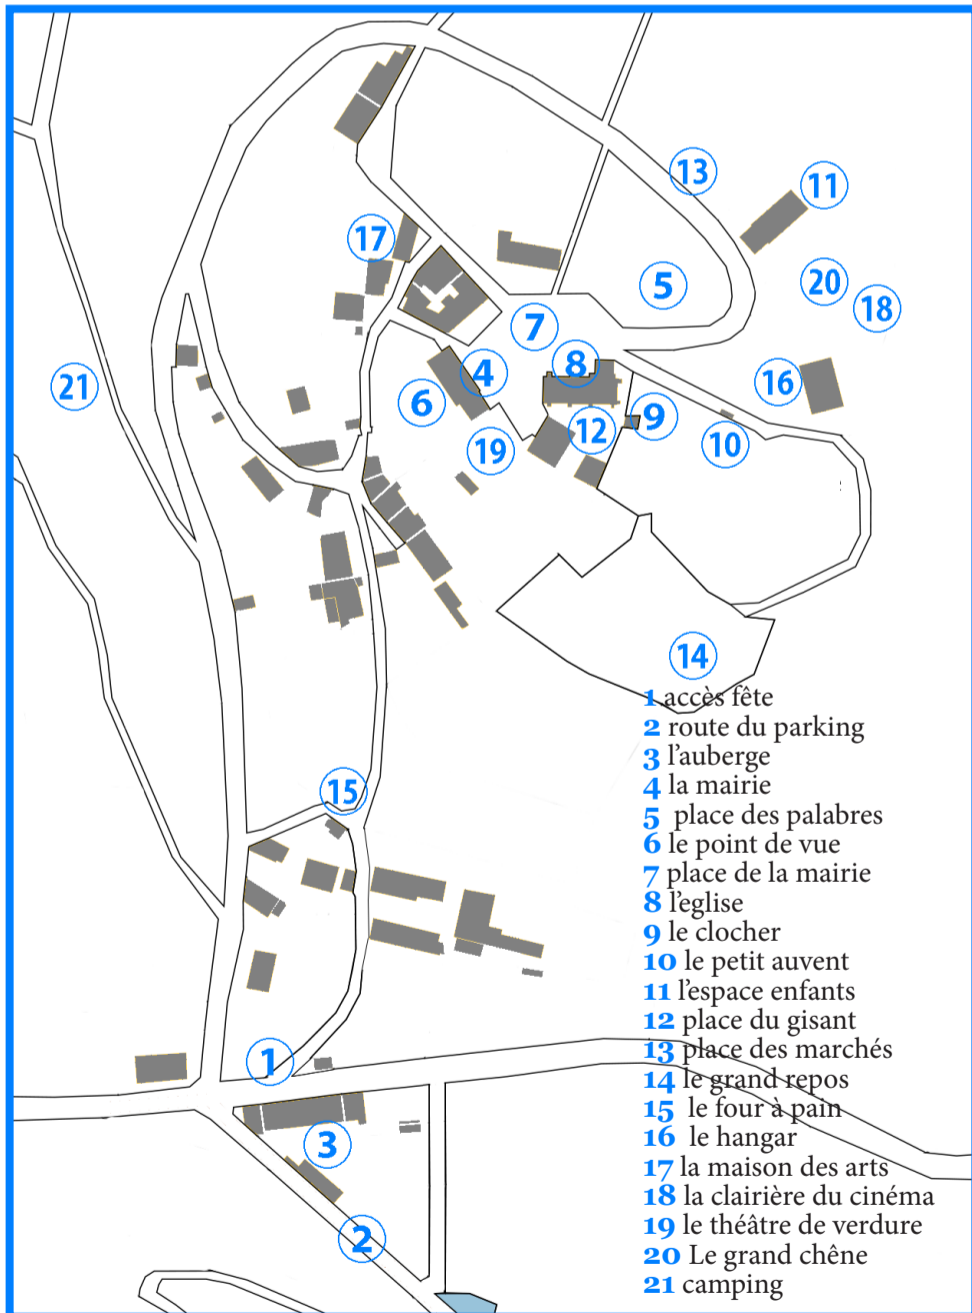 13
11
17
20
5
18
7
8
4
16
21
6
9
12
10
19
14
1 accès fête
2 route du parking
3 l'auberge
4 la mairie
5 place des palabres
6 le point de vue
7 place de la mairie
8 l'eglise
9 le clocher
10 le petit auvent
11 l'espace enfants
12 place du gisant
13 place des marchés
14 le grand repos
15 le four à pain
16 le hangar
17 la maison des arts
18 la clairière du cinéma
19 le théâtre de verdure
20 Le grand chêne
21 camping
15
1
3
2